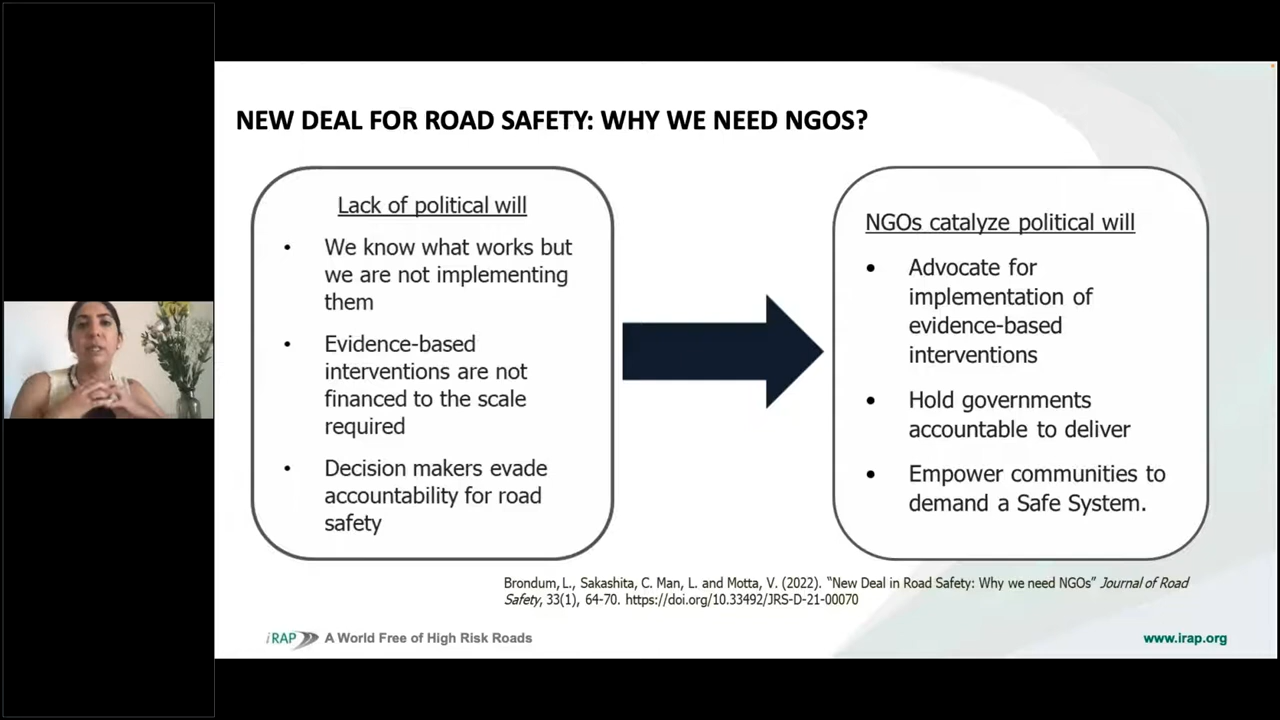 NEW DEAL FOR ROAD SAFETY: WHY WE NEED NGOS?
Lack of political will
• We know what works but
we are not implementing
them
• Evidence-based
interventions are not
financed to the scale
required
• Decision makers evade
accountability for road
safety
NGOs catalyze political will
• Advocate for
implementation of
evidence-based
interventions
• Hold governments
accountable to deliver
• Empower communities to
demand a Safe System.
Brondum, L., Sakashita, C. Man, L. and Motta, V. (2022). “New Deal in Road Safety: Why we need NGOs” Journal of Road
Safety, 33(1), 64-70. https://doi.org/10.33492/JRS-D-21-00070
iRAP A World Free of High Risk Roads
www.irap.org